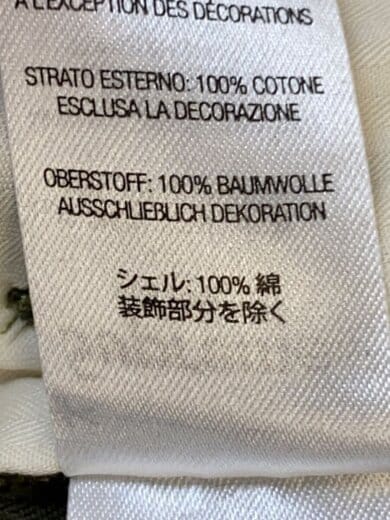 À L'EXCEPTION DES DÉCORATIONS
STRATO ESTERNO: 100% COTONE
ESCLUSA LA DECORAZIONE
OBERSTOFF: 100% BAUMWOLLE
AUSSCHLIEBLICH DEKORATION
シェル: 100% 綿
装飾部分を除く